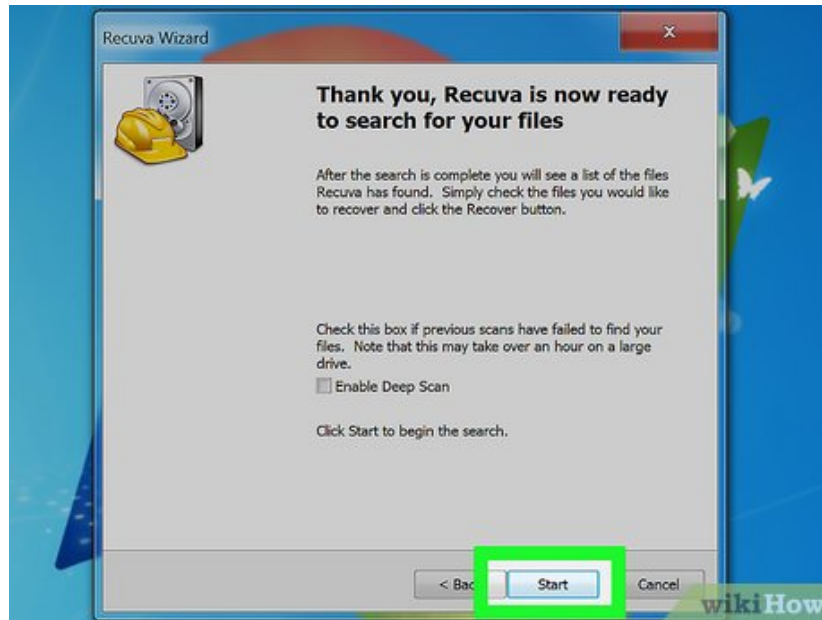 Recuva Wizard
x
Thank you, Recuva is now ready
to search for your files
After the search is complete you will see a list of the files
Recuva has found. Simply check the files you would like
to recover and click the Recover button.
Check this box if previous scans have failed to find your
files. Note that this may take over an hour on a large
drive.
Enable Deep Scan
Click Start to begin the search.
< Bac Start Cancel
wikiHow